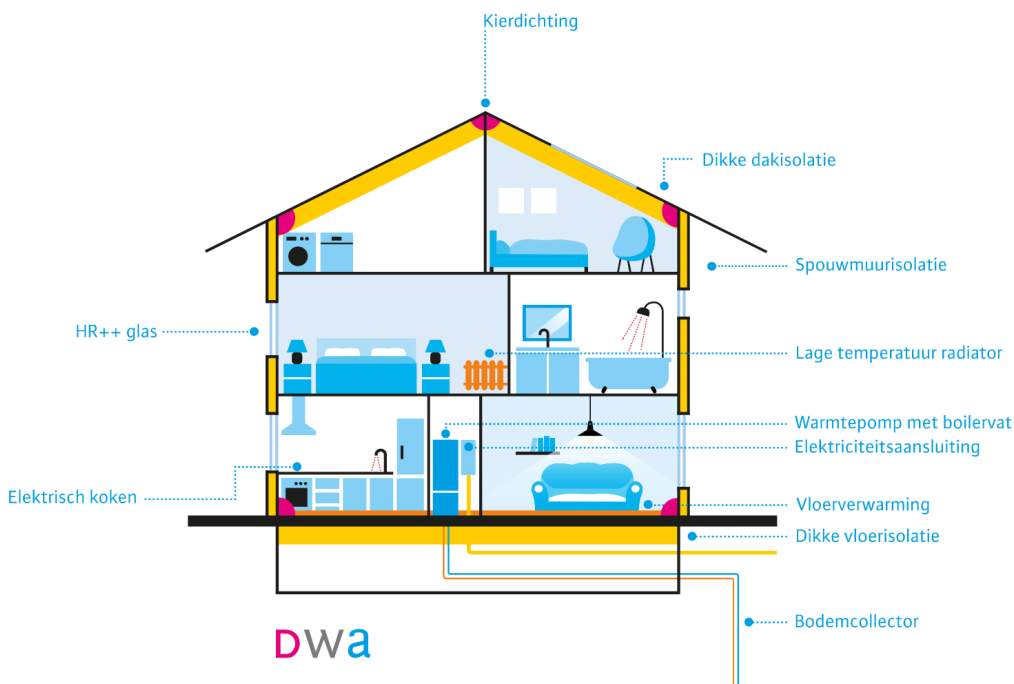 Kierdichting
Dikke dakisolatie
Spouwmuurisolatie
HR++ glas
Lage temperatuur radiator
Warmtepomp met boilervat
Elektriciteitsaansluiting
Elektrisch koken
Vloerverwarming
Dikke vloerisolatie
Bodemcollector
DWa